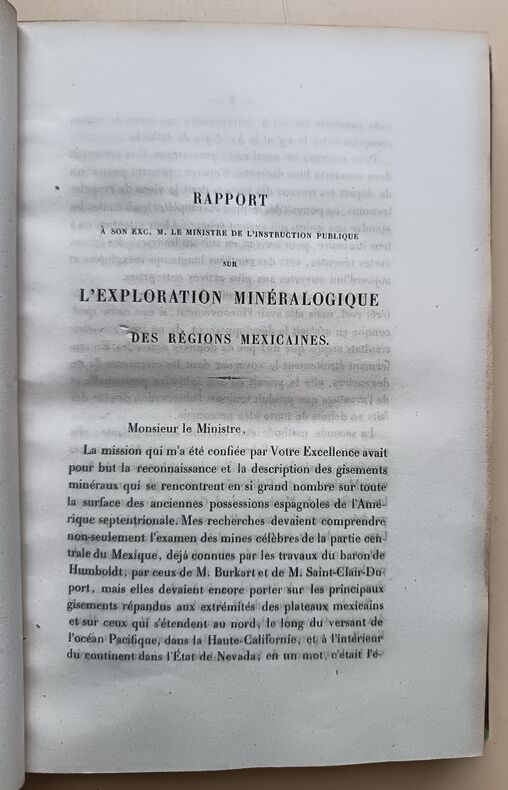 RAPPORT
À SON EXC. M. LE MINISTRE DE L'INSTRUCTION PUBLIQUE
SUR
L'EXPLORATION MINÉRALOGIQUE
DES RÉGIONS MEXICAINES.
Monsieur le Ministre,
La mission qui m'a été confiée par Votre Excellence avait
pour but la reconnaissance et la description des gisements
minéraux qui se rencontrent en si grand nombre sur toute
la surface des anciennes possessions espagnoles de l'Amé-
rique septentrionale. Mes recherches devaient comprendre
non-seulement l'examen des mines célèbres de la partie cen-
trale du Mexique, déjà connues par les travaux du baron de
Humboldt, par ceux de M. Burkart et de M. Saint-Clair-Du-
port, mais elles devaient encore porter sur les principaux
gisements répandus aux extrémités des plateaux mexicains
et sur ceux qui s'étendent au nord, le long du versant de
l'océan Pacifique, dans la Haute-Californie, et à l'intérieur
du continent dans l'État de Nevada; en un mot, c'était l'é-
1